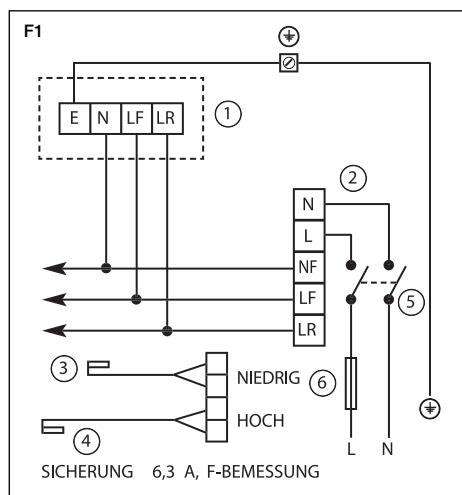 F1
E N LF LR
1
2
N
L
NF
LF
5
LR
3
NIEDRIG
6
4
HOCH
L N
SICHERUNG 6,3 A, F-BEMESSUNG